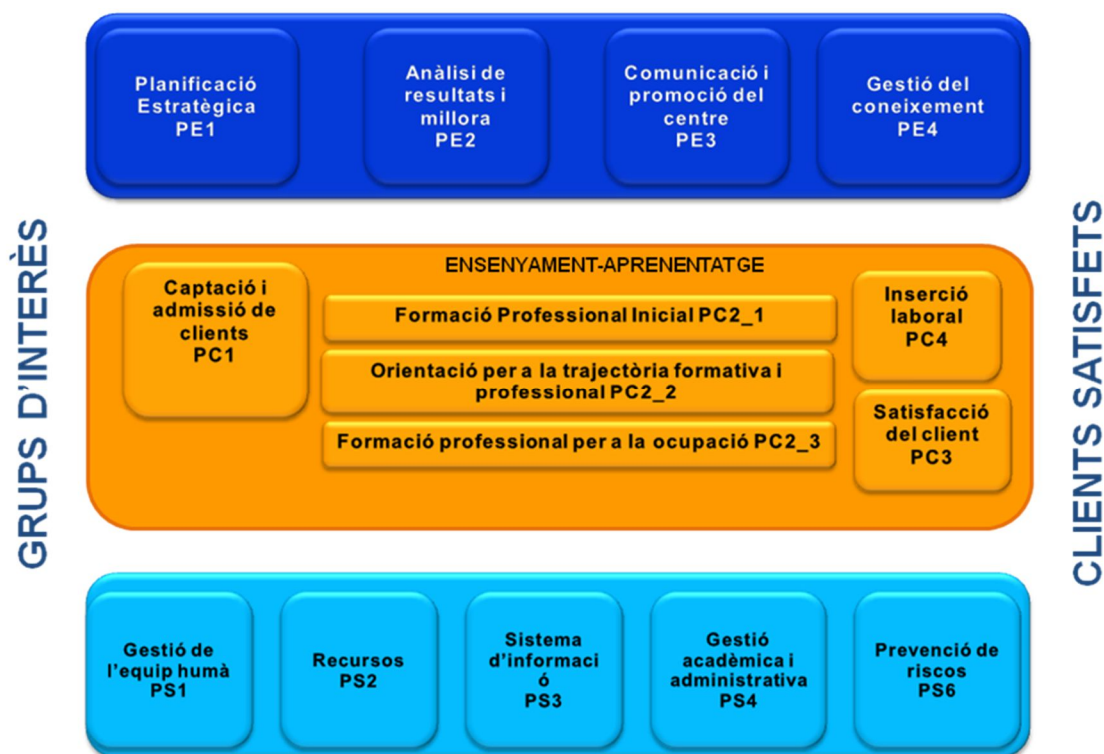 Planificació
Estratègica
PE1
Anàlisi de
resultats i
millora
PE2
Comunicació i
promoció del
centre
PE3
Gestió del
coneixement
PE4
GRUPS D'INTERÈS
ENSENYAMENT-APRENENTATGE
Captació i
admissió de
clients
PC1
Formació Professional Inicial PC2_1
Orientació per a la trajectòria formativa i
professional PC2_2
Formació professional per a la ocupació PC2_3
Inserció
laboral
PC4
Satisfacció
del client
PC3
CLIENTS SATISFETS
Gestió de
l'equip humà
PS1
Recursos
PS2
Sistema
d'informaci
ó
PS3
Gestió
acadèmica i
administrativa
PS4
Prevenció de
riscos
PS6